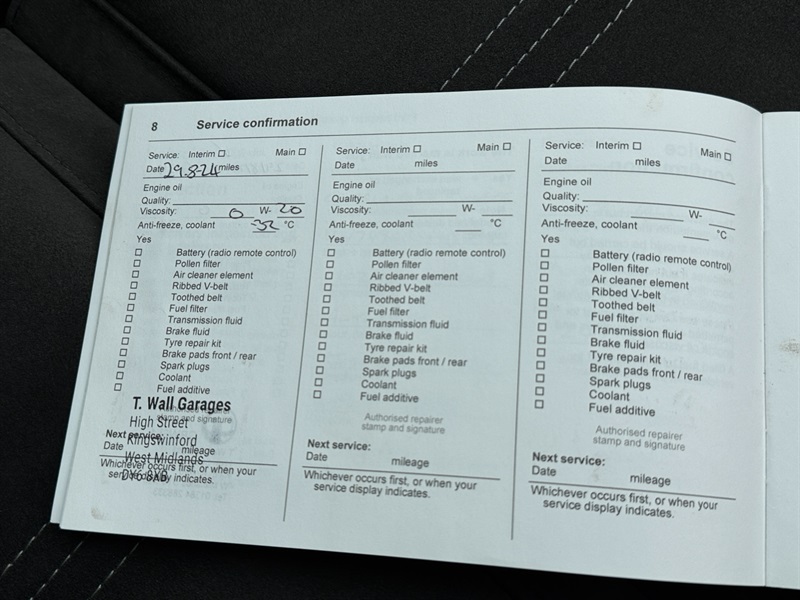 8 Service confirmation
Service: Interim ☐ Main ☐
Date 29.8.24 miles
Engine oil
Quality:
Viscosity: 0 W- 20
Anti-freeze, coolant -32 °C
Yes
☐ Battery (radio remote control)
☐ Pollen filter
☐ Air cleaner element
☐ Ribbed V-belt
☐ Toothed belt
☐ Fuel filter
☐ Transmission fluid
☐ Brake fluid
☐ Tyre repair kit
☐ Brake pads front / rear
☐ Spark plugs
☐ Coolant
☐ Fuel additive
T. Wall Garages
Authorised repairer
stamp and signature
High Street
Kingswinford
West Midlands
DY6 8XB
Next service:
Date mileage
Whichever occurs first, or when your
service display indicates.
Service: Interim ☐ Main ☐
Date miles
Engine oil
Quality:
Viscosity: W-
Anti-freeze, coolant °C
Yes
☐ Battery (radio remote control)
☐ Pollen filter
☐ Air cleaner element
☐ Ribbed V-belt
☐ Toothed belt
☐ Fuel filter
☐ Transmission fluid
☐ Brake fluid
☐ Tyre repair kit
☐ Brake pads front / rear
☐ Spark plugs
☐ Coolant
☐ Fuel additive
Authorised repairer
stamp and signature
Next service:
Date mileage
Whichever occurs first, or when your
service display indicates.
Service: Interim ☐ Main ☐
Date miles
Engine oil
Quality:
Viscosity: W-
Anti-freeze, coolant °C
Yes
☐ Battery (radio remote control)
☐ Pollen filter
☐ Air cleaner element
☐ Ribbed V-belt
☐ Toothed belt
☐ Fuel filter
☐ Transmission fluid
☐ Brake fluid
☐ Tyre repair kit
☐ Brake pads front / rear
☐ Spark plugs
☐ Coolant
☐ Fuel additive
Authorised repairer
stamp and signature
Next service:
Date mileage
Whichever occurs first, or when your
service display indicates.